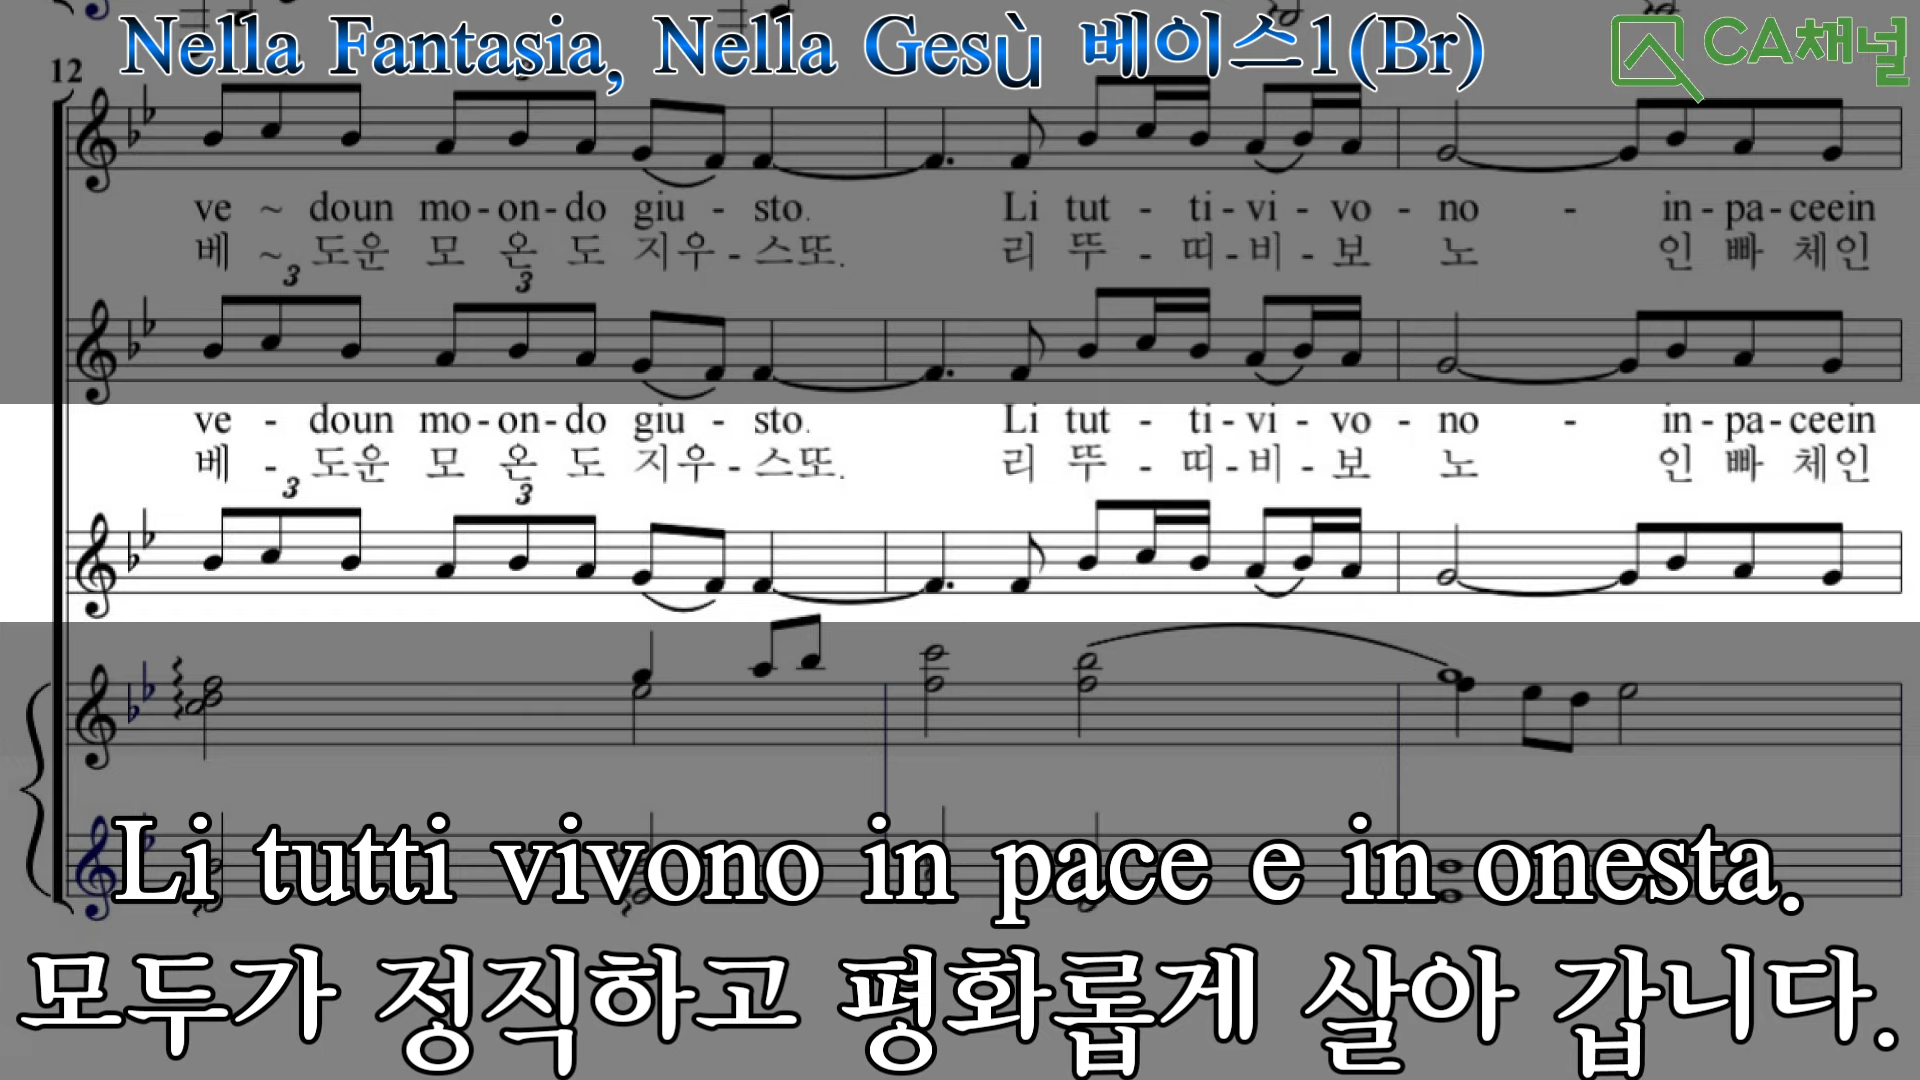 Nella Fantasia, Nella Gesù 베이스1(Br)
CA채널
12
ve ~ doun mo-on-do giu - sto. Li tut - ti-vi - vo - no - in-pa-ceein
베 ~ 도운 모 온 도 지우-스또. 리 뚜 - 띠-비 - 보 노 인 빠 체인
3 3
ve - doun mo-on-do giu - sto. Li tut - ti-vi - vo - no - in-pa-ceein
베 - 도운 모 온 도 지우-스또. 리 뚜 - 띠-비 - 보 노 인 빠 체인
3 3
Li tutti vivono in pace e in onesta.
모두가 정직하고 평화롭게 살아 갑니다.